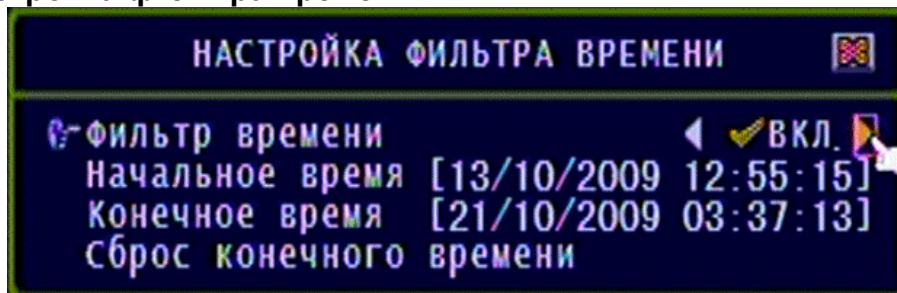 НАСТРОЙКА ФИЛЬТРА ВРЕМЕНИ
Фильтр времени ВКЛ.
Начальное время [13/10/2009 12:55:15]
Конечное время [21/10/2009 03:37:13]
Сброс конечного времени